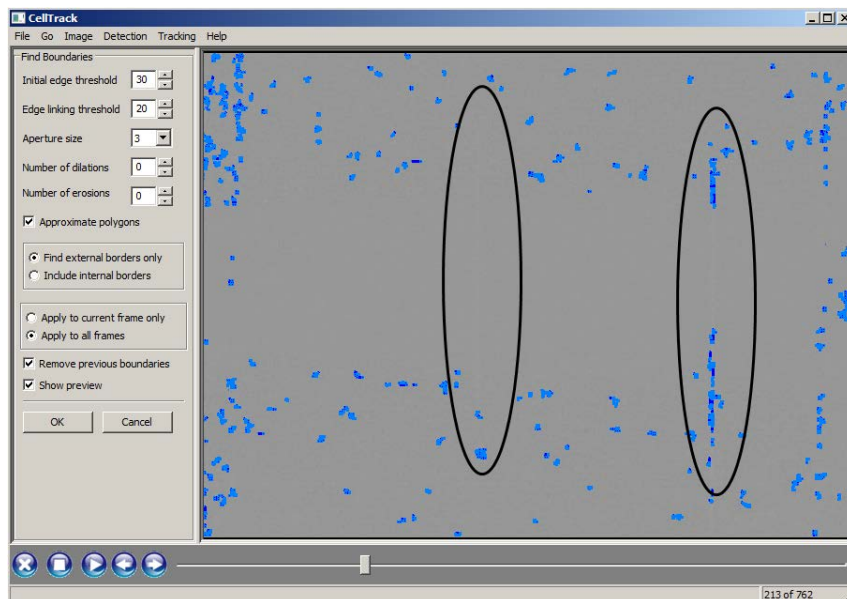 CellTrack
File Go Image Detection Tracking Help
Find Boundaries
Initial edge threshold 30
Edge linking threshold 20
Aperture size 3
Number of dilations 0
Number of erosions 0
Approximate polygons
Find external borders only
Include internal borders
Apply to current frame only
Apply to all frames
Remove previous boundaries
Show preview
OK Cancel
213 of 762